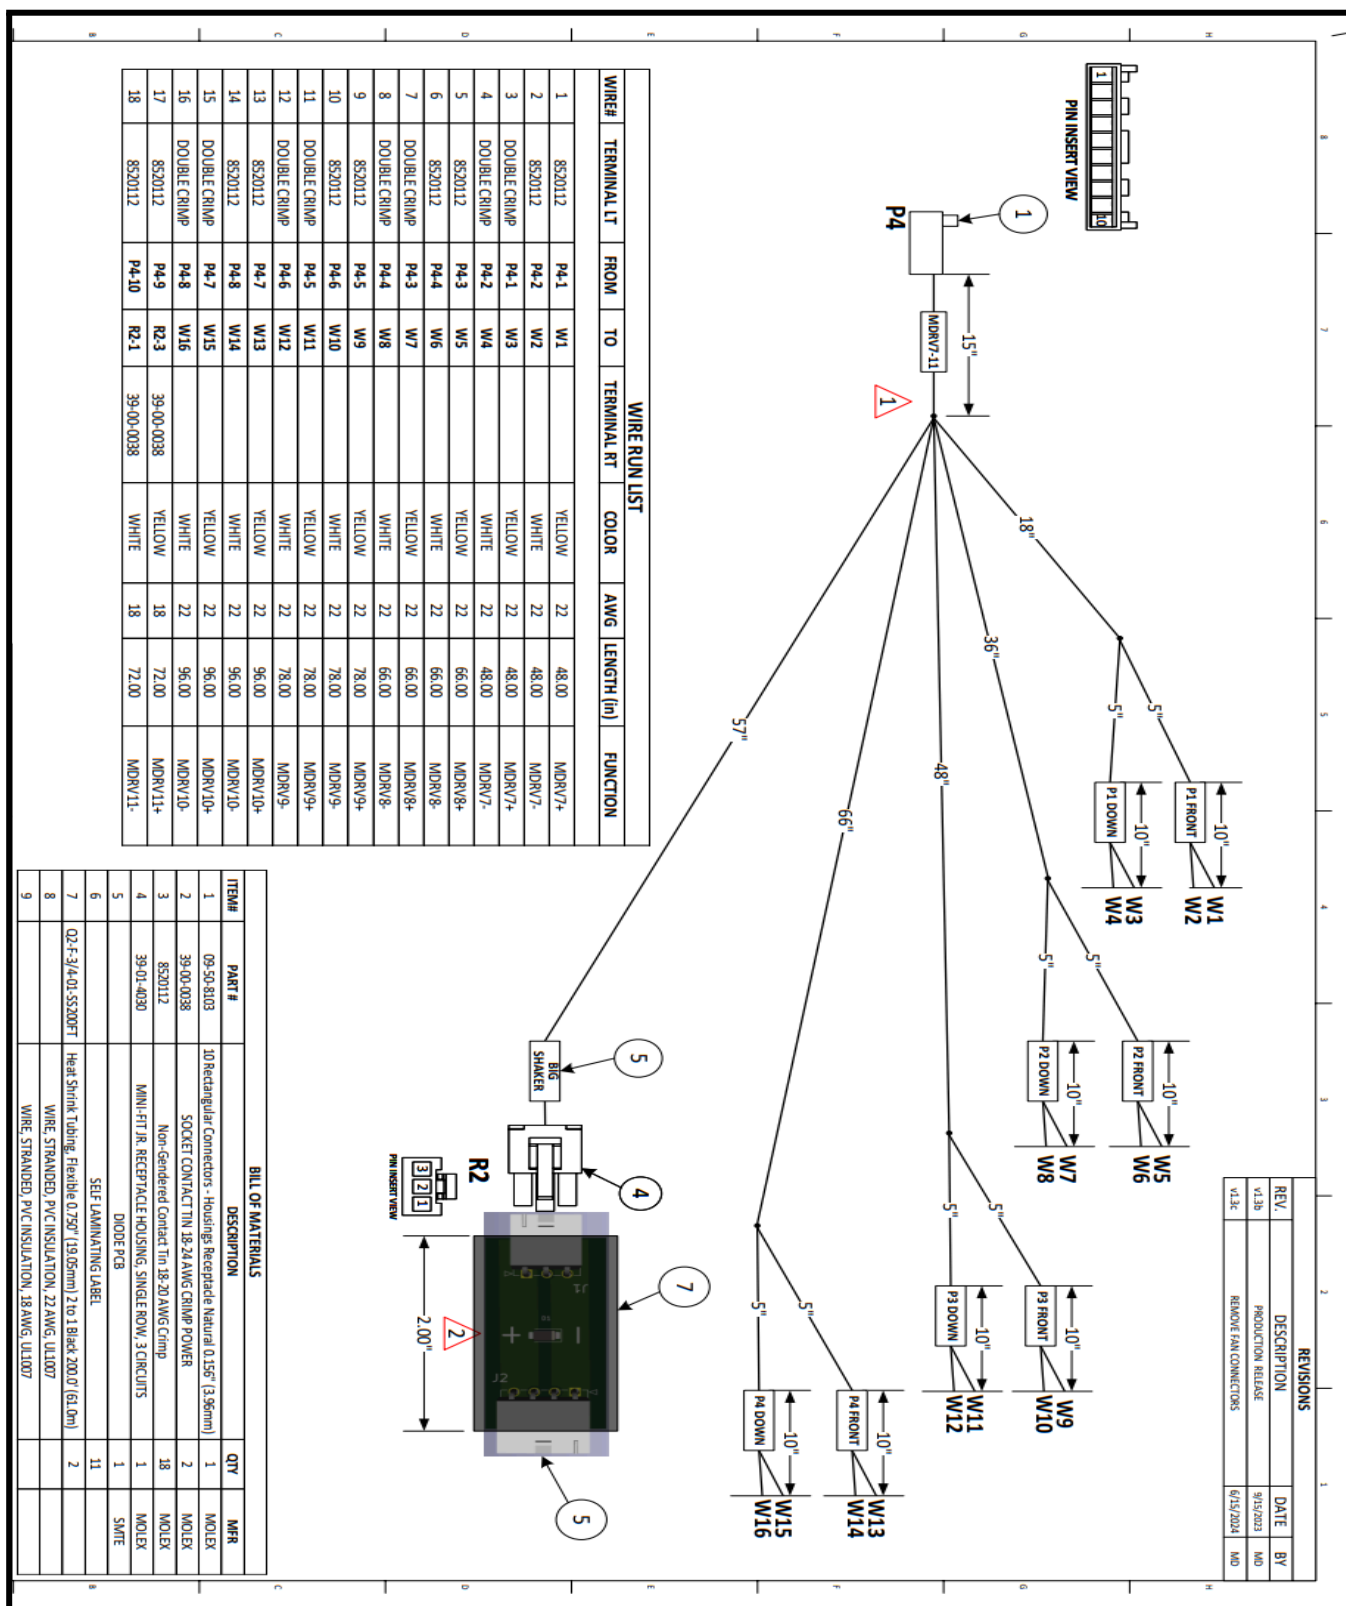 REVISIONS
REV. DESCRIPTION DATE BY
v1.3b PRODUCTION RELEASE 9/15/2023 MD
v1.3c REMOVE FAN CONNECTORS 6/15/2024 MD
H G F E D C B
8 7 6 5 4 3 2 1
1 10
PIN INSERT VIEW
1
P4
15"
MDRV7-11
1
18"
5"
5"
P1 FRONT
10"
W1
W2
P1 DOWN
10"
W3
W4
36"
5"
5"
P2 FRONT
10"
W5
W6
P2 DOWN
10"
W7
W8
48"
5"
5"
P3 FRONT
10"
W9
W10
P3 DOWN
10"
W11
W12
66"
5"
5"
P4 FRONT
10"
W13
W14
P4 DOWN
10"
W15
W16
57"
BIG SHAKER
5
4
R2
3 2 1
PIN INSERT VIEW
7
J1
J2
+ −
2
2.00"
5
WIRE RUN LIST
WIRE# TERMINAL LT FROM TO TERMINAL RT COLOR AWG LENGTH (in) FUNCTION
1 8520112 P4-1 W1 YELLOW 22 48.00 MDRV7+
2 8520112 P4-2 W2 WHITE 22 48.00 MDRV7-
3 DOUBLE CRIMP P4-1 W3 YELLOW 22 48.00 MDRV7+
4 DOUBLE CRIMP P4-2 W4 WHITE 22 48.00 MDRV7-
5 8520112 P4-3 W5 YELLOW 22 66.00 MDRV8+
6 8520112 P4-4 W6 WHITE 22 66.00 MDRV8-
7 DOUBLE CRIMP P4-3 W7 YELLOW 22 66.00 MDRV8+
8 DOUBLE CRIMP P4-4 W8 WHITE 22 66.00 MDRV8-
9 8520112 P4-5 W9 YELLOW 22 78.00 MDRV9+
10 8520112 P4-6 W10 WHITE 22 78.00 MDRV9-
11 DOUBLE CRIMP P4-5 W11 YELLOW 22 78.00 MDRV9+
12 DOUBLE CRIMP P4-6 W12 WHITE 22 78.00 MDRV9-
13 8520112 P4-7 W13 YELLOW 22 96.00 MDRV10+
14 8520112 P4-8 W14 WHITE 22 96.00 MDRV10-
15 DOUBLE CRIMP P4-7 W15 YELLOW 22 96.00 MDRV10+
16 DOUBLE CRIMP P4-8 W16 WHITE 22 96.00 MDRV10-
17 8520112 P4-9 R2-3 39-00-0038 YELLOW 18 72.00 MDRV11+
18 8520112 P4-10 R2-1 39-00-0038 WHITE 18 72.00 MDRV11-
BILL OF MATERIALS
ITEM# PART # DESCRIPTION QTY MFR
1 09-50-8103 10 Rectangular Connectors - Housings Receptacle Natural 0.156" (3.96mm) 1 MOLEX
2 39-00-0038 SOCKET CONTACT TIN 18-24 AWG CRIMP POWER 2 MOLEX
3 8520112 Non-Gendered Contact Tin 18-20 AWG Crimp 18 MOLEX
4 39-01-4030 MINI-FIT JR. RECEPTACLE HOUSING, SINGLE ROW, 3 CIRCUITS 1 MOLEX
5 DIODE PCB 1 SMTE
6 SELF LAMINATING LABEL 11
7 Q2-F-3/4-01-SS200FT Heat Shrink Tubing, Flexible 0.750" (19.05mm) 2 to 1 Black 200.0' (61.0m) 2
8 WIRE, STRANDED, PVC INSULATION, 22 AWG, UL1007
9 WIRE, STRANDED, PVC INSULATION, 18 AWG, UL1007